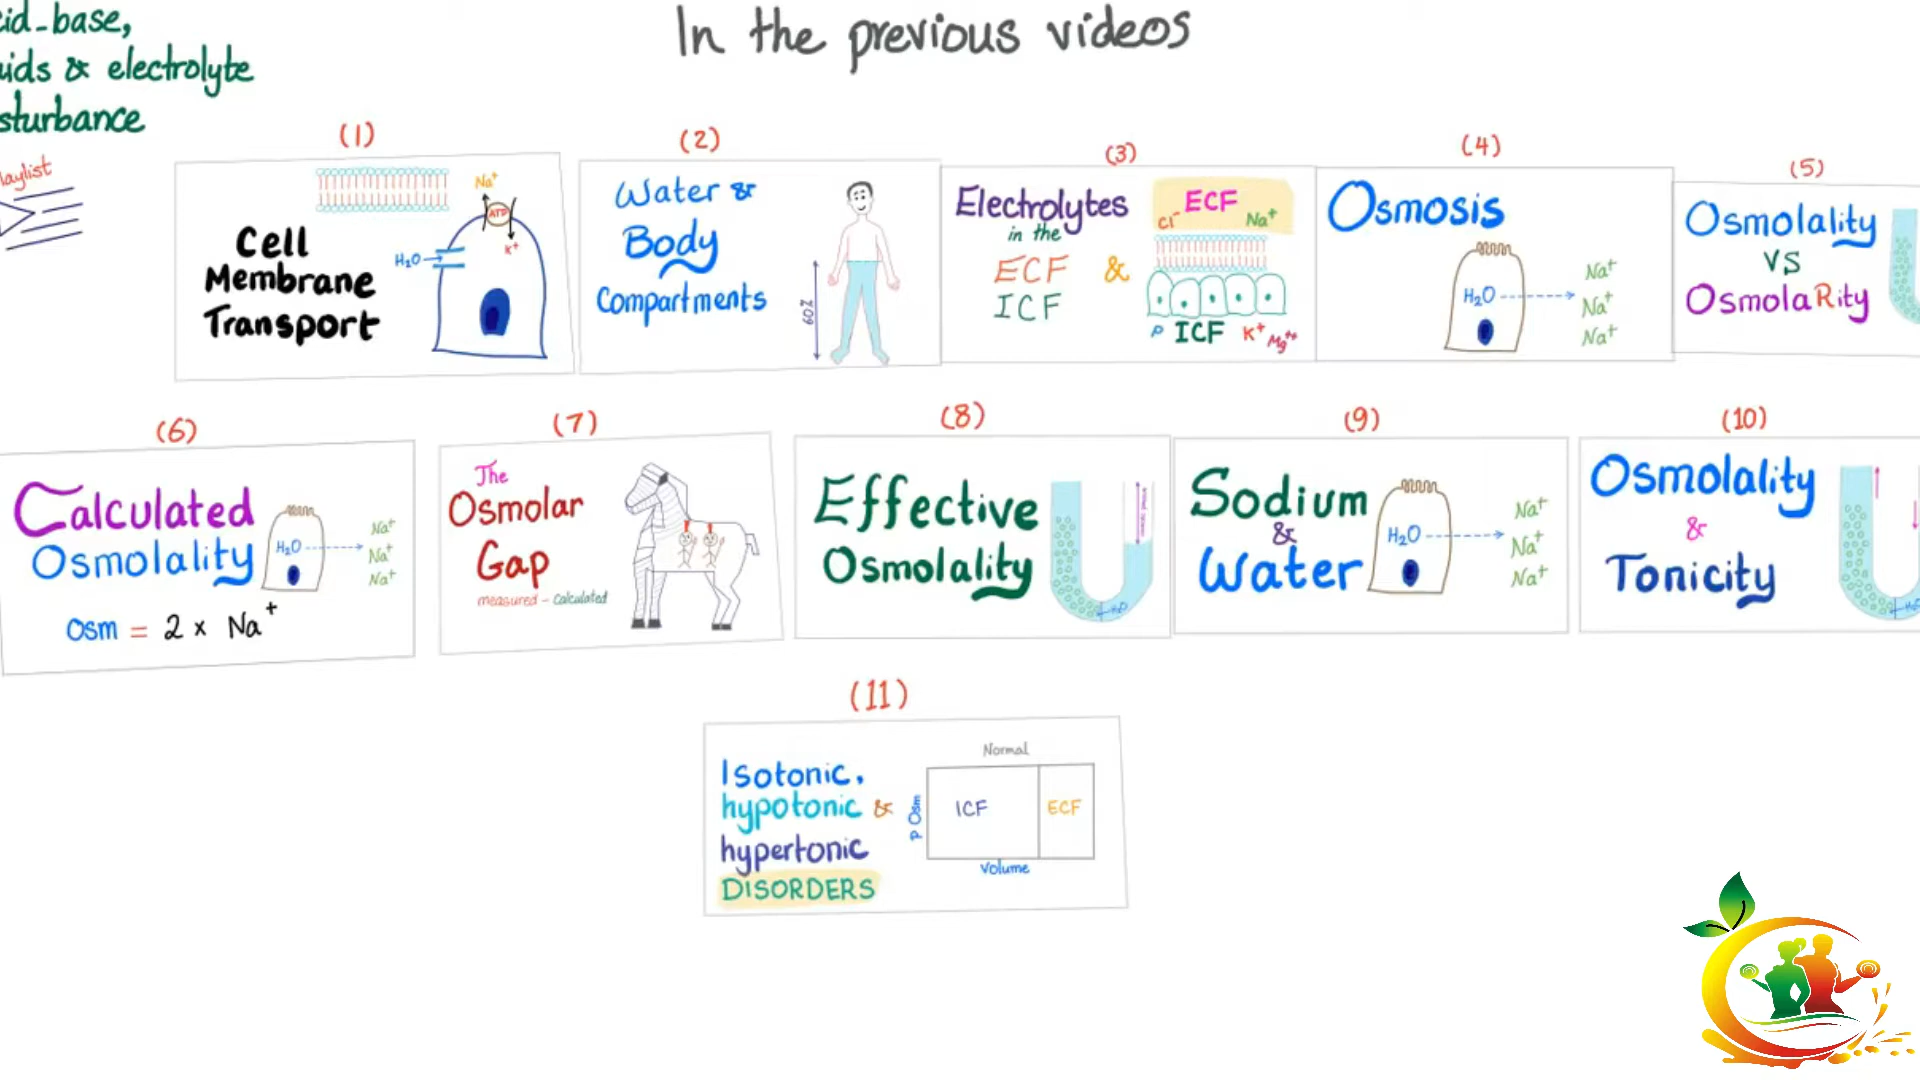 In the previous videos
cid-base,
uids & electrolyte
sturbance
laylist
(1)
Cell
Membrane
Transport
Na⁺
ATP
K⁺
H₂O
(2)
Water &
Body
Compartments
60%
(3)
Electrolytes
in the
ECF
&
ICF
ECF
Cl⁻
Na⁺
P
ICF
K⁺
Mg⁺⁺
(4)
Osmosis
H₂O
Na⁺
Na⁺
Na⁺
(5)
Osmolality
VS
OsmolaRity
(6)
Calculated
Osmolality
H₂O
Na⁺
Na⁺
Na⁺
Osm = 2 x Na⁺
(7)
The
Osmolar
Gap
measured - Calculated
(8)
Effective
Osmolality
H₂O
(9)
Sodium
&
Water
H₂O
Na⁺
Na⁺
Na⁺
(10)
Osmolality
&
Tonicity
(11)
Isotonic,
hypotonic &
hypertonic
DISORDERS
Normal
P Osm
ICF
ECF
Volume